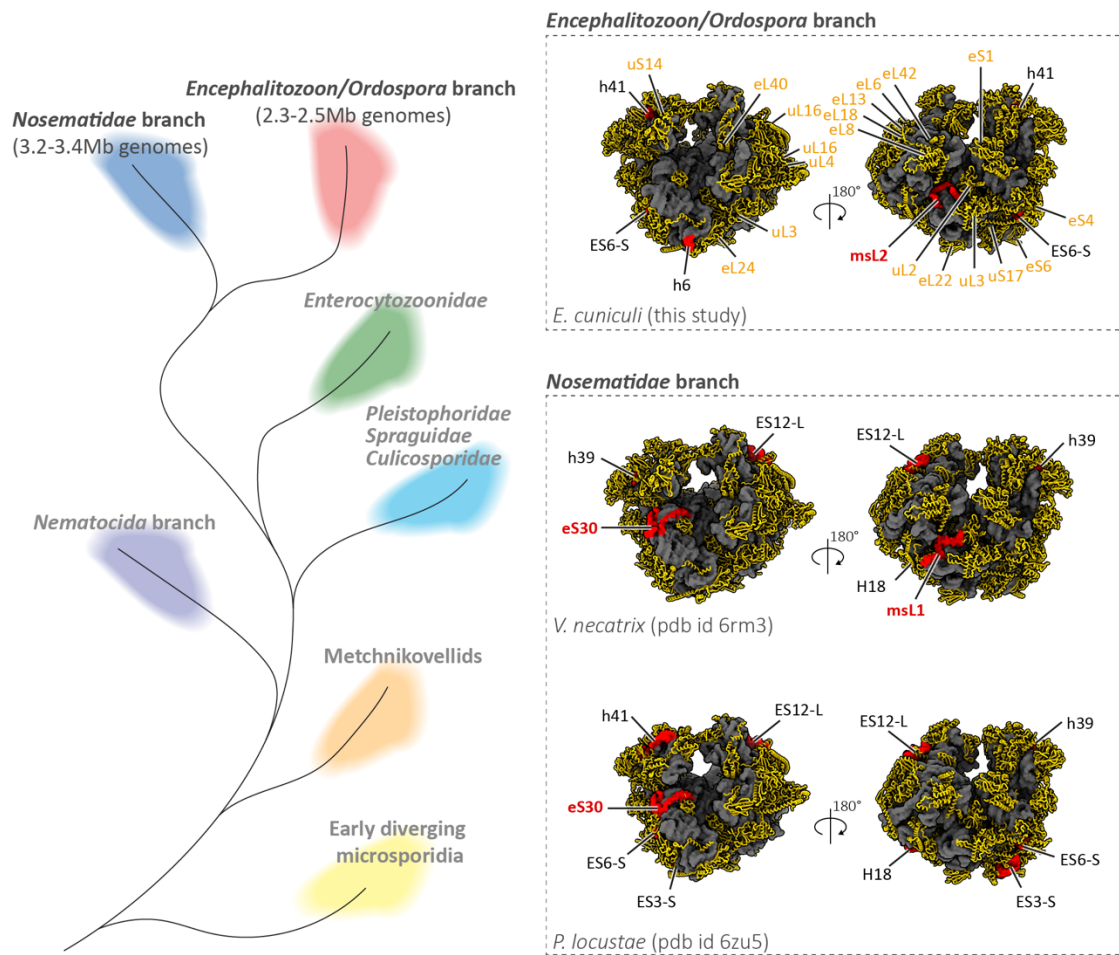 Encephalitozoon/Ordospora branch
(2.3-2.5Mb genomes)
Nosematidae branch
(3.2-3.4Mb genomes)
Enterocytozoonidae
Pleistophoridae
Spraguidae
Culicosporidae
Nematocida branch
Metchnikovellids
Early diverging
microsporidia
Encephalitozoon/Ordospora branch
uS14
h41
eL40
uL16
uL16
uL4
ES6-S
uL3
eL24
h6
180°
eL42
eL6
eL13
eL18
eL8
eS1
h41
msL2
uL2
eL22
uL3
uS17
eS6
ES6-S
eS4
E. cuniculi (this study)
Nosematidae branch
ES12-L
h39
eS30
180°
ES12-L
h39
H18
msL1
V. necatrix (pdb id 6rm3)
h41
ES12-L
eS30
ES6-S
ES3-S
180°
ES12-L
h39
H18
ES6-S
ES3-S
P. locustae (pdb id 6zu5)